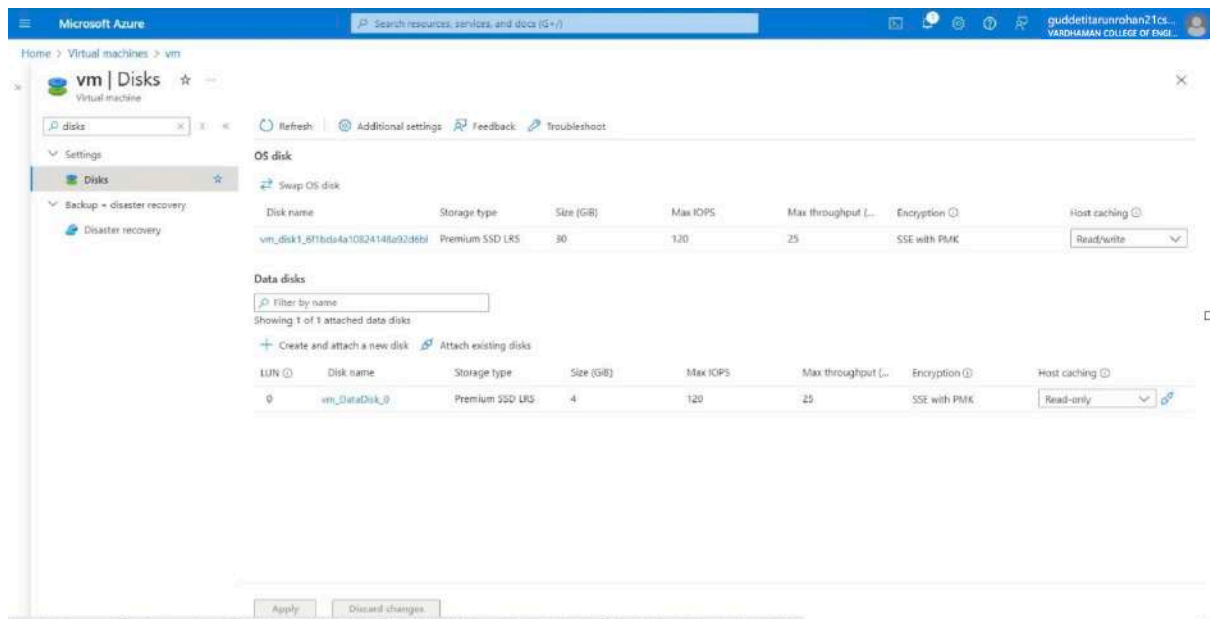 Microsoft Azure
Search resources, services, and docs (G+/)
guddetitarunrohan21cs...
VARDHAMAN COLLEGE OF ENGI...
Home > Virtual machines > vm
vm | Disks
Virtual machine
disks
Refresh Additional settings Feedback Troubleshoot
Settings
Disks
Backup + disaster recovery
Disaster recovery
OS disk
Swap OS disk
Disk name Storage type Size (GiB) Max IOPS Max throughput (... Encryption Host caching
Premium SSD LRS 30 120 25 SSE with PMK Read/write
Data disks
Filter by name
Showing 1 of 1 attached data disks
Create and attach a new disk Attach existing disks
LUN Disk name Storage type Size (GiB) Max IOPS Max throughput (... Encryption Host caching
0 vm_DataDisk_0 Premium SSD LRS 4 120 25 SSE with PMK Read-only
Apply Discard changes